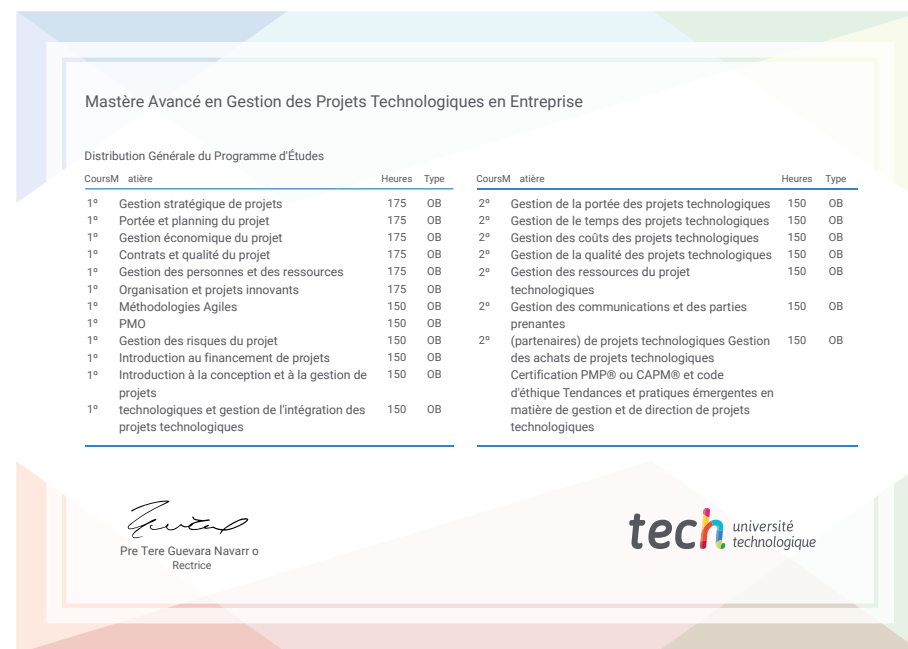 Mastère Avancé en Gestion des Projets Technologiques en Entreprise
Distribution Générale du Programme d'Études
CoursM atière Heures Type
1º Gestion stratégique de projets 175 OB
1º Portée et planning du projet 175 OB
1º Gestion économique du projet 175 OB
1º Contrats et qualité du projet 175 OB
1º Gestion des personnes et des ressources 175 OB
1º Organisation et projets innovants 175 OB
1º Méthodologies Agiles 150 OB
1º PMO 150 OB
1º Gestion des risques du projet 150 OB
1º Introduction au financement de projets 150 OB
1º Introduction à la conception et à la gestion de 150 OB
projets
1º technologiques et gestion de l'intégration des 150 OB
projets technologiques
CoursM atière Heures Type
2º Gestion de la portée des projets technologiques 150 OB
2º Gestion de le temps des projets technologiques 150 OB
2º Gestion des coûts des projets technologiques 150 OB
2º Gestion de la qualité des projets technologiques 150 OB
2º Gestion des ressources du projet 150 OB
technologiques
2º Gestion des communications et des parties 150 OB
prenantes
2º (partenaires) de projets technologiques Gestion 150 OB
des achats de projets technologiques
Certification PMP® ou CAPM® et code
d'éthique Tendances et pratiques émergentes en
matière de gestion et de direction de projets
technologiques
Pre Tere Guevara Navarr o
Rectrice
tech université
technologique